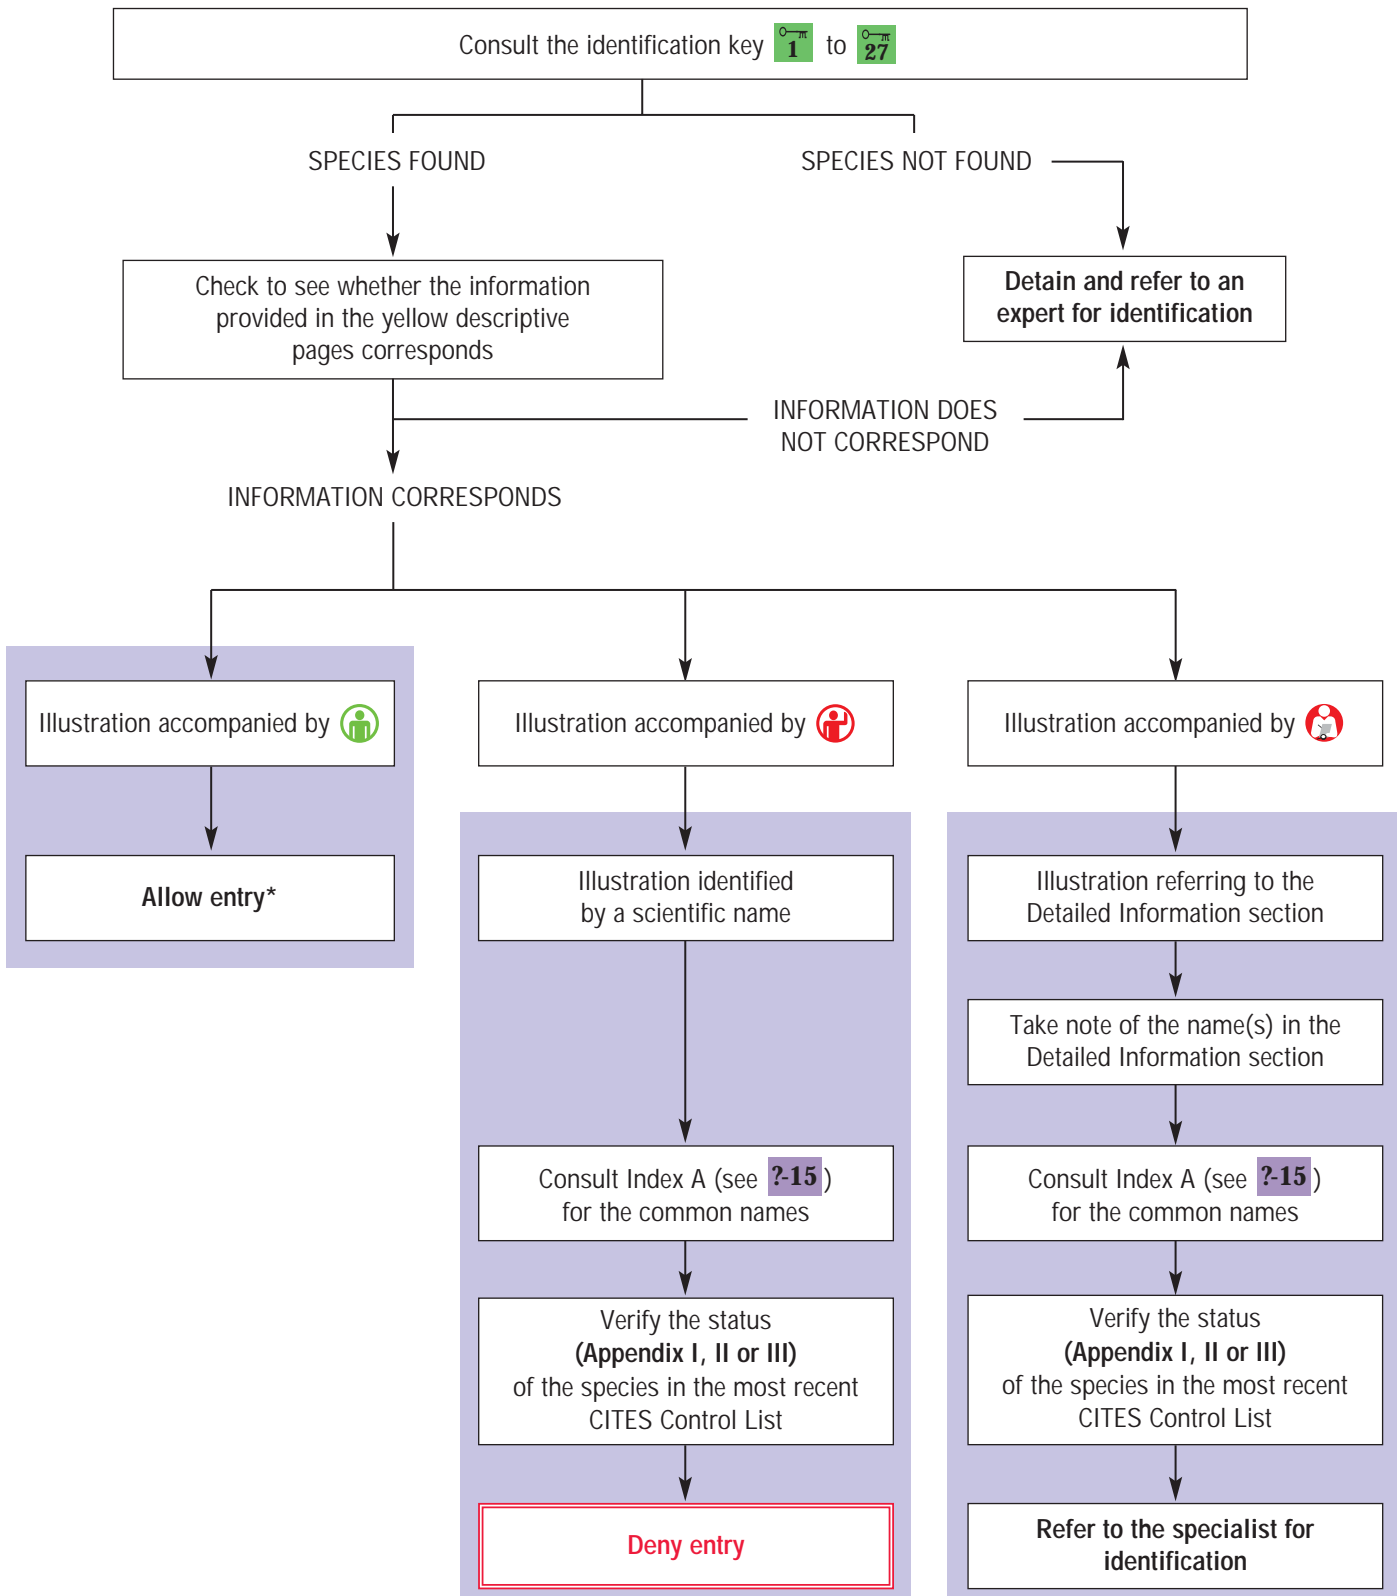 Consult the identification key 1 to 27
SPECIES FOUND
SPECIES NOT FOUND
Check to see whether the information
provided in the yellow descriptive
pages corresponds
Detain and refer to an
expert for identification
INFORMATION DOES
NOT CORRESPOND
INFORMATION CORRESPONDS
Illustration accompanied by
Allow entry*
Illustration accompanied by
Illustration identified
by a scientific name
Consult Index A (see ?-15)
for the common names
Verify the status
(Appendix I, II or III)
of the species in the most recent
CITES Control List
Deny entry
Illustration accompanied by
Illustration referring to the
Detailed Information section
Take note of the name(s) in the
Detailed Information section
Consult Index A (see ?-15)
for the common names
Verify the status
(Appendix I, II or III)
of the species in the most recent
CITES Control List
Refer to the specialist for
identification